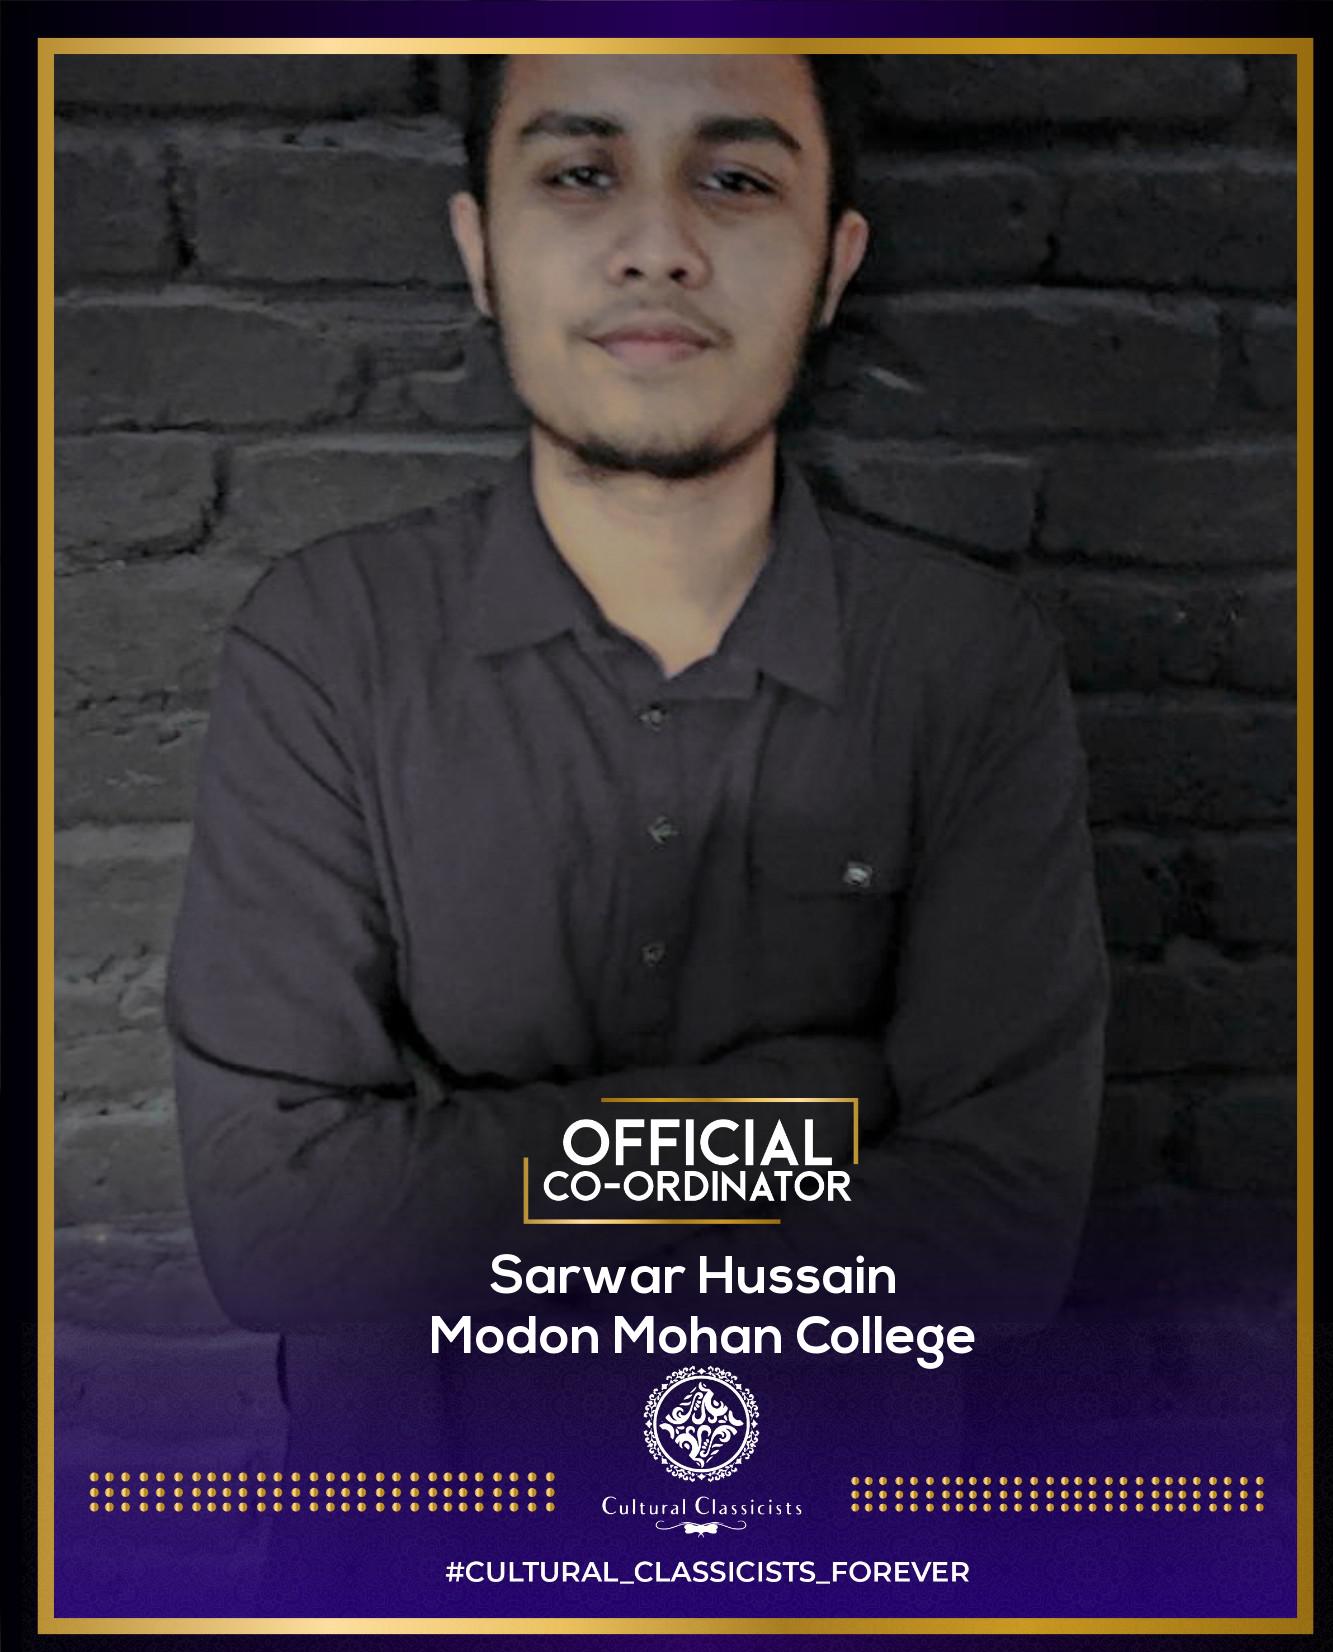 OFFICIAL
CO-ORDINATOR
Sarwar Hussain
Modon Mohan College
Cultural Classicists
#CULTURAL_CLASSICISTS_FOREVER